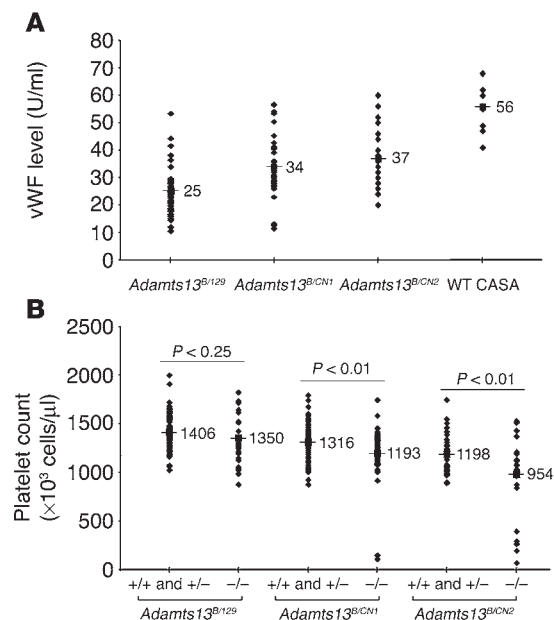 A
vWF level (U/ml)
80
70
60
50
40
30
20
10
0
25
34
37
56
Adamts13B/129
Adamts13B/CN1
Adamts13B/CN2
WT CASA
B
Platelet count
(×10³ cells/µl)
2500
2000
1500
1000
500
0
P < 0.25
P < 0.01
P < 0.01
1406
1350
1316
1193
1198
954
+/+ and +/– –/– +/+ and +/– –/– +/+ and +/– –/–
Adamts13B/129
Adamts13B/CN1
Adamts13B/CN2